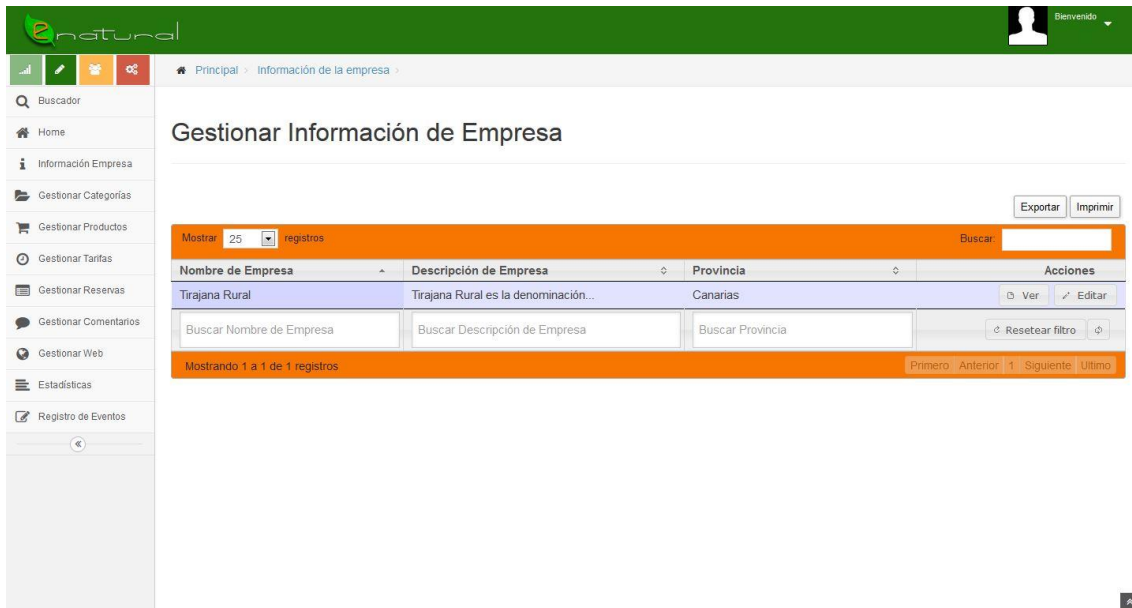 enatural
Bienvenido
Principal Información de la empresa
Buscador
Home
Información Empresa
Gestionar Categorías
Gestionar Productos
Gestionar Tarifas
Gestionar Reservas
Gestionar Comentarios
Gestionar Web
Estadísticas
Registro de Eventos
Gestionar Información de Empresa
Exportar Imprimir
Mostrar 25 registros Buscar:
Nombre de Empresa Descripción de Empresa Provincia Acciones
Tirajana Rural Tirajana Rural es la denominación... Canarias Ver Editar
Buscar Nombre de Empresa Buscar Descripción de Empresa Buscar Provincia Resetear filtro
Mostrando 1 a 1 de 1 registros Primero Anterior 1 Siguiente Ultimo